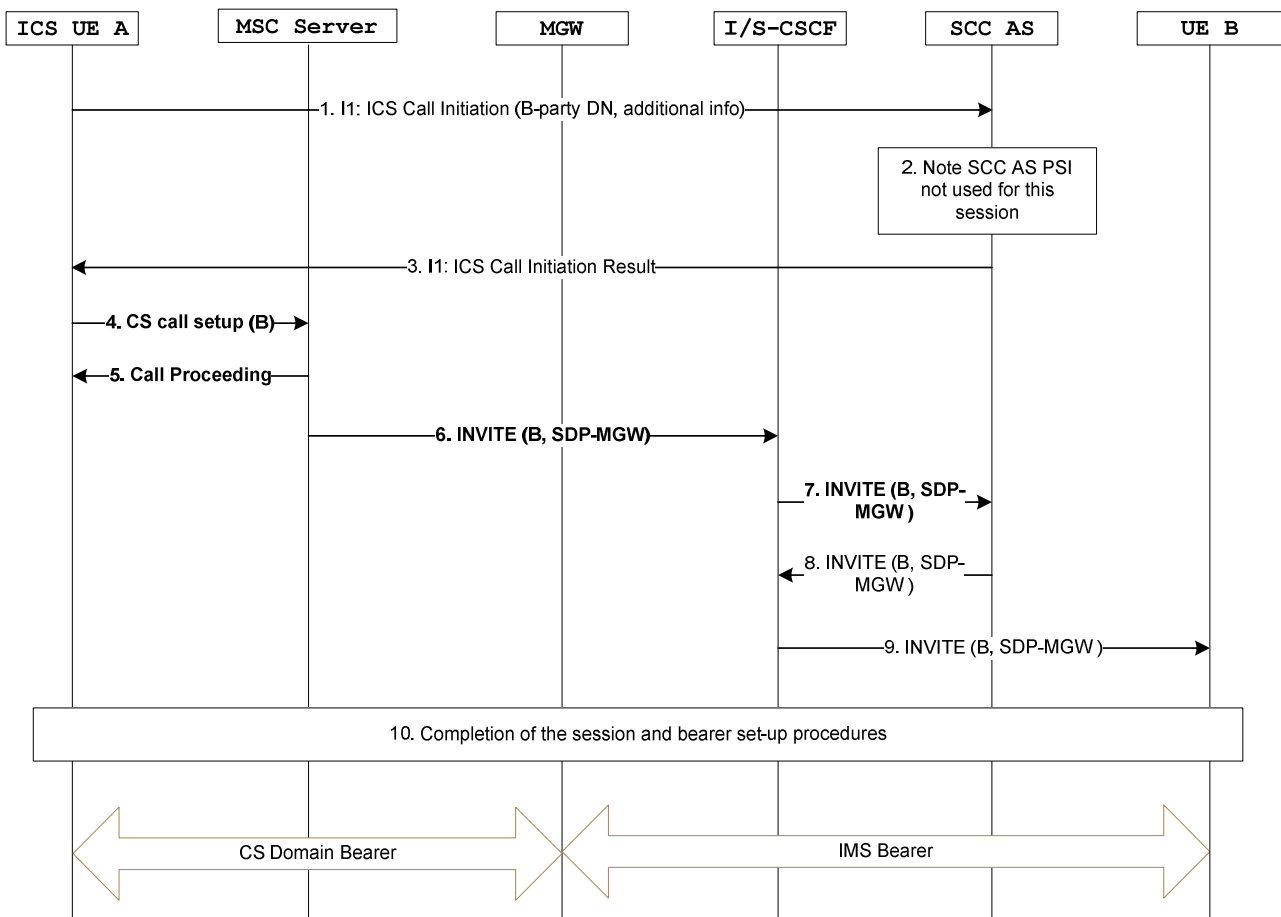 ICS UE A
MSC Server
MGW
I/S-CSCF
SCC AS
UE B
1. I1: ICS Call Initiation (B-party DN, additional info)
2. Note SCC AS PSI
not used for this
session
3. I1: ICS Call Initiation Result
4. CS call setup (B)
5. Call Proceeding
6. INVITE (B, SDP-MGW)
7. INVITE (B, SDP-
MGW )
8. INVITE (B, SDP-
MGW )
9. INVITE (B, SDP-MGW )
10. Completion of the session and bearer set-up procedures
CS Domain Bearer
IMS Bearer